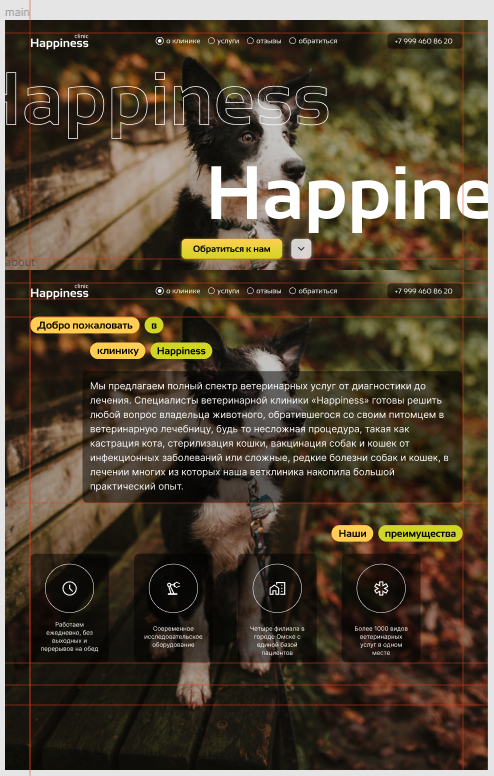 main
clinic
Happiness
о клинике услуги отзывы обратиться
+7 999 460 86 20
Happiness
Happine
Обратиться к нам
about
clinic
Happiness
о клинике услуги отзывы обратиться
+7 999 460 86 20
Добро пожаловать в
клинику Happiness
Мы предлагаем полный спектр ветеринарных услуг от диагностики до
лечения. Специалисты ветеринарной клиники «Happiness» готовы решить
любой вопрос владельца животного, обратившегося со своим питомцем в
ветеринарную лечебницу, будь то несложная процедура, такая как
кастрация кота, стерилизация кошки, вакцинация собак и кошек от
инфекционных заболеваний или сложные, редкие болезни собак и кошек, в
лечении многих из которых наша ветклиника накопила большой
практический опыт.
Наши преимущества
Работаем
ежедневно, без
выходных и
перерывов на обед
Современное
исследовательское
оборудование
Четыре филиала в
городе Омске с
единой базой
пациентов
Более 1000 видов
ветеринарных
услуг в одном
месте